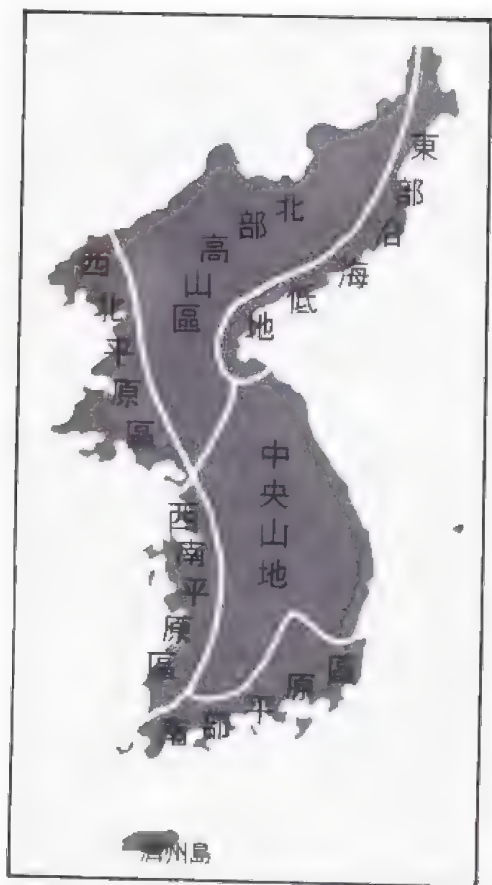 北部高山區
東部沿海低地
西北平原區
中央山地
西南平原區
南部平原區
濟州島